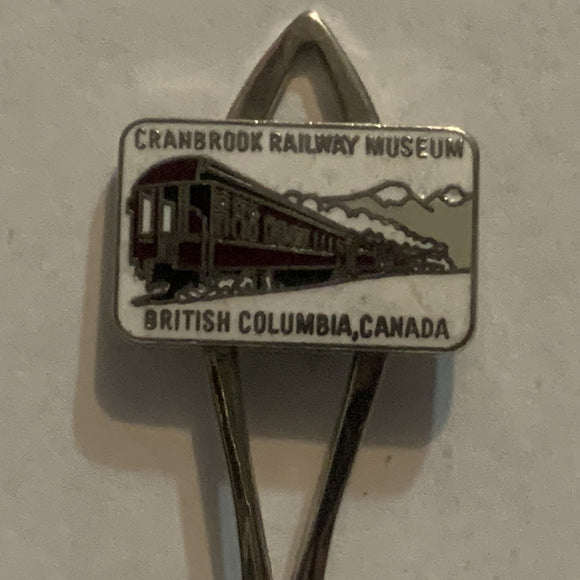 CRANBROOK RAILWAY MUSEUM
BRITISH COLUMBIA,CANADA